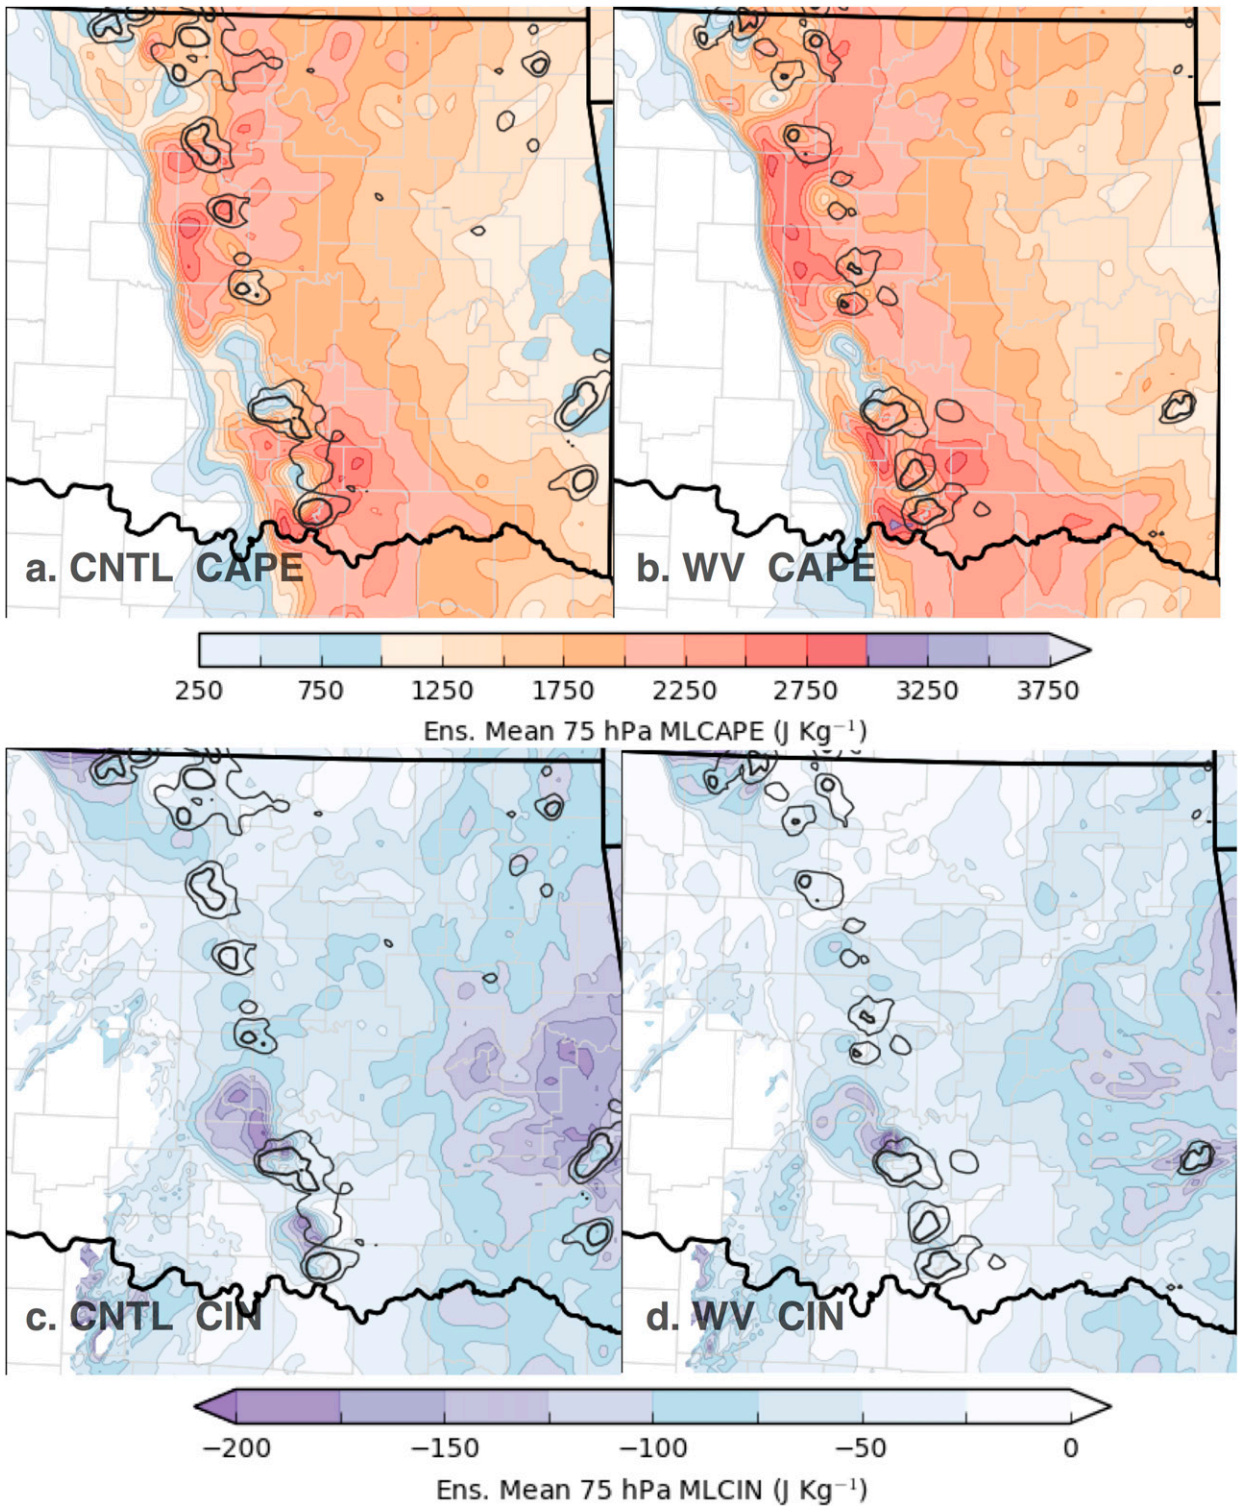 a. CNTL CAPE
b. WV CAPE
250 750 1250 1750 2250 2750 3250 3750
Ens. Mean 75 hPa MLCAPE (J Kg⁻¹)
c. CNTL CIN
d. WV CIN
−200 −150 −100 −50 0
Ens. Mean 75 hPa MLCIN (J Kg⁻¹)